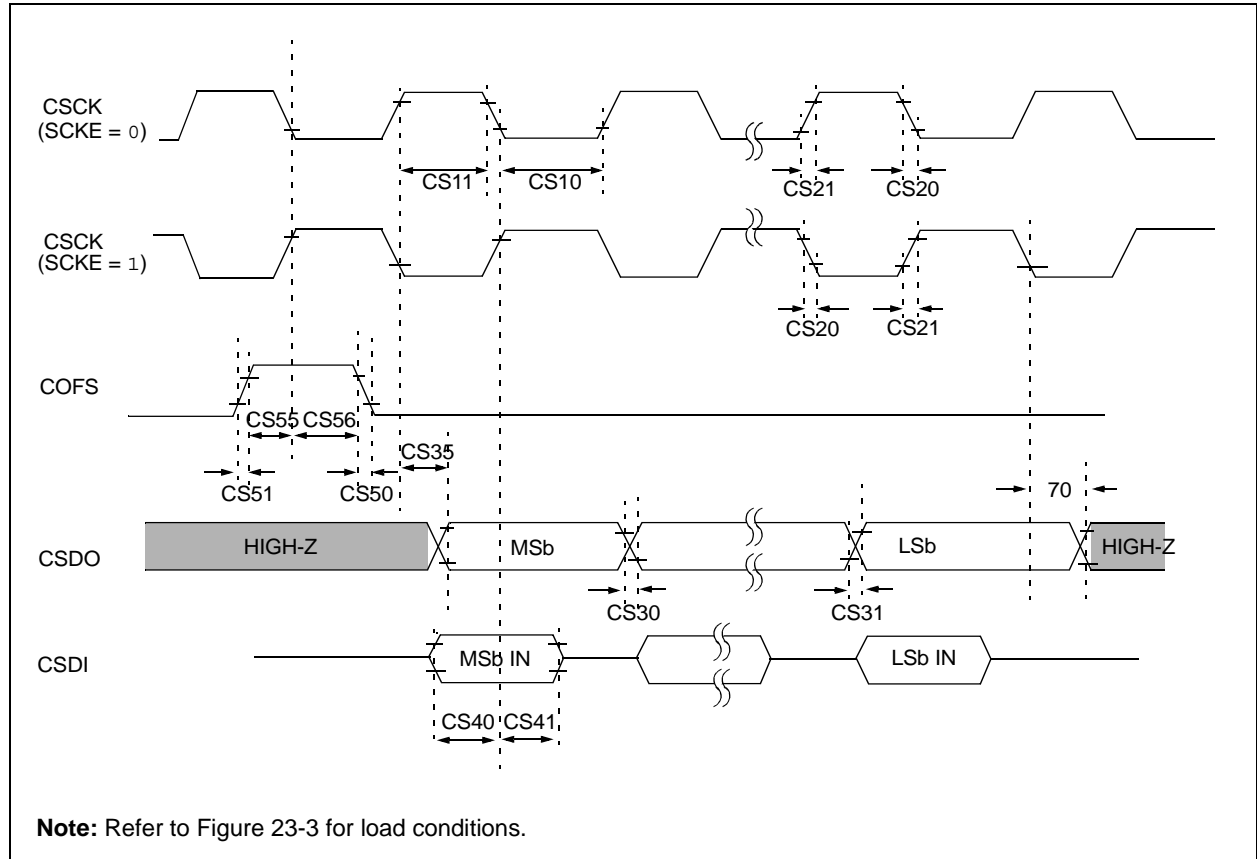 CSCK
(SCKE = 0)
CS11
CS10
CS21
CS20
CSCK
(SCKE = 1)
CS20
CS21
COFS
CS55
CS56
CS35
CS51
CS50
70
CSDO
HIGH-Z
MSb
LSb
HIGH-Z
CS30
CS31
CSDI
MSb IN
LSb IN
CS40
CS41
Note: Refer to Figure 23-3 for load conditions.